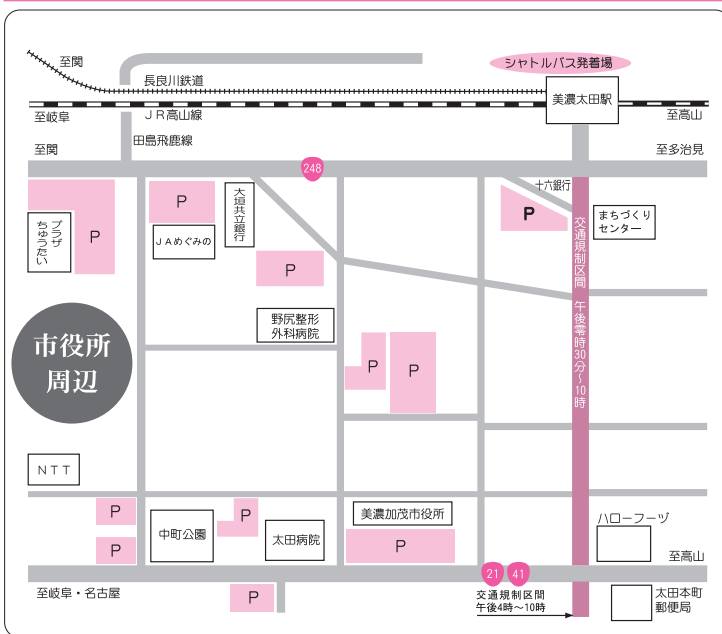 至関
シャトルバス発着場
長良川鉄道
美濃太田駅
至岐阜
JR高山線
至高山
田島飛鹿線
至関
至多治見
248
十六銀行
P
大垣共立銀行
P
まちづくり
センター
プラザ
ちゅうたい
P
JAめぐみの
交通規制区間 午後零時30分〜10時
P
野尻整形
外科病院
市役所
周辺
P
P
NTT
P
P
美濃加茂市役所
ハローフーヅ
中町公園
太田病院
P
P
至高山
21
41
至岐阜・名古屋
P
交通規制区間
午後4時〜10時
太田本町
郵便局